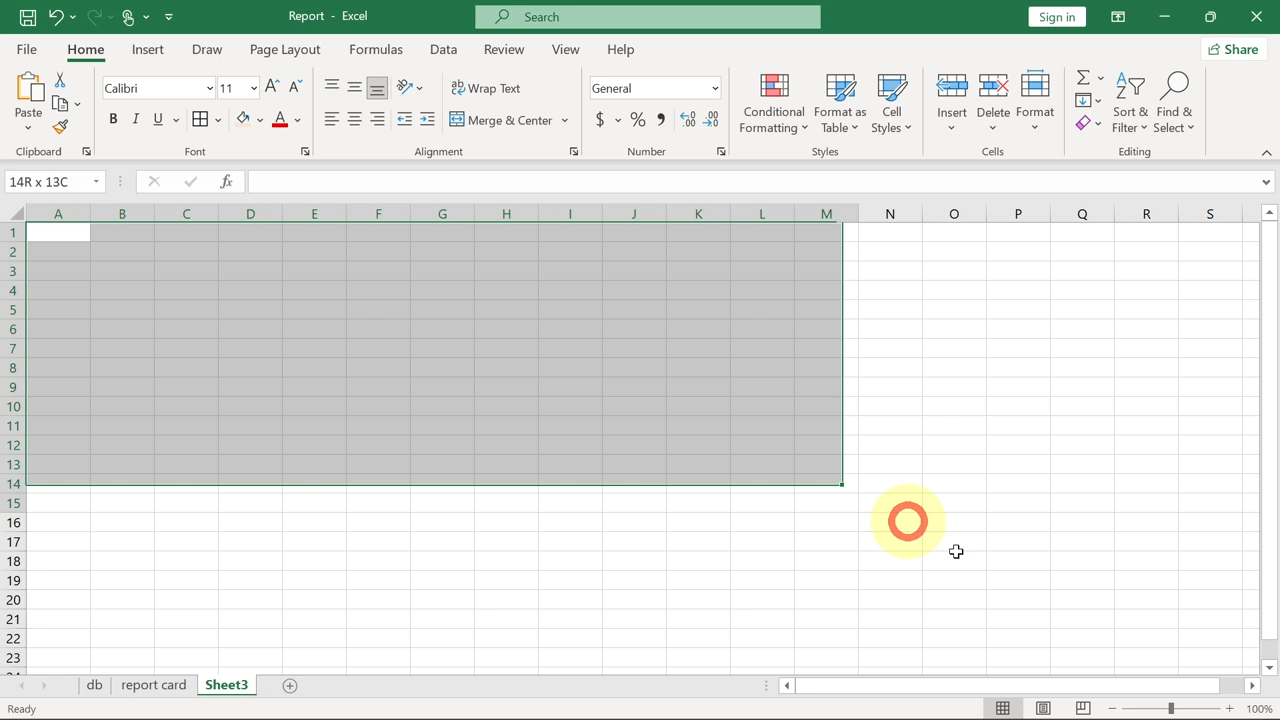 Report - Excel
Search
Sign in
File Home Insert Draw Page Layout Formulas Data Review View Help
Share
Paste
Calibri 11
Wrap Text
General
Merge & Center
$ % ,
Conditional Formatting
Format as Table
Cell Styles
Insert
Delete
Format
Sort & Filter
Find & Select
Clipboard Font Alignment Number Styles Cells Editing
14R x 13C
fx
A B C D E F G H I J K L M N O P Q R S
1
2
3
4
5
6
7
8
9
10
11
12
13
14
15
16
17
18
19
20
21
22
23
db report card Sheet3
Ready
100%